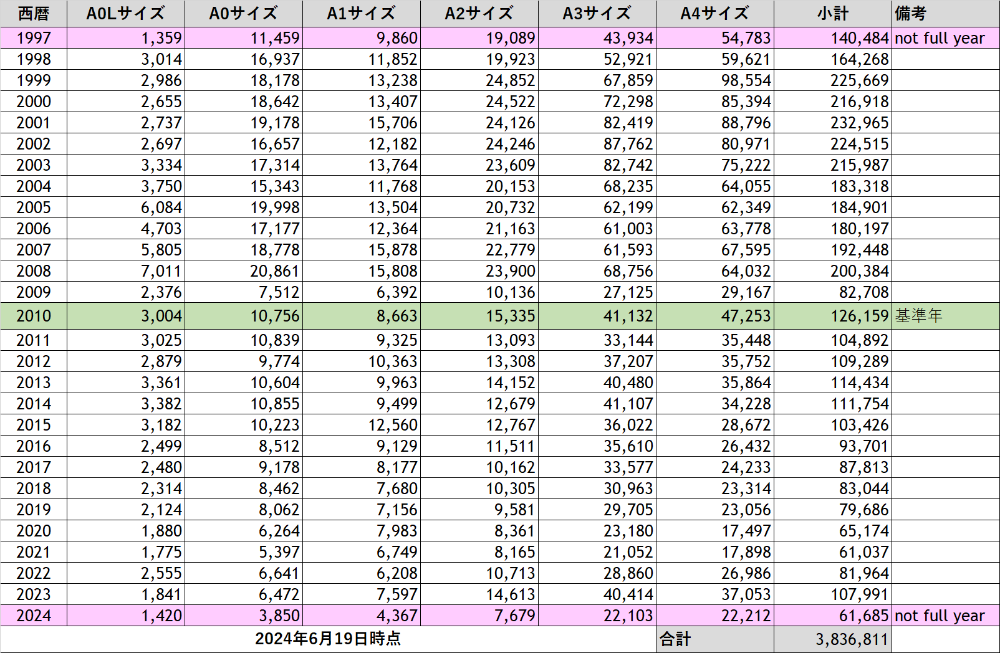 西暦 A0Lサイズ A0サイズ A1サイズ A2サイズ A3サイズ A4サイズ 小計 備考
1997 1,359 11,459 9,860 19,089 43,934 54,783 140,484 not full year
1998 3,014 16,937 11,852 19,923 52,921 59,621 164,268
1999 2,986 18,178 13,238 24,852 67,859 98,554 225,669
2000 2,655 18,642 13,407 24,522 72,298 85,394 216,918
2001 2,737 19,178 15,706 24,126 82,419 88,796 232,965
2002 2,697 16,657 12,182 24,246 87,762 80,971 224,515
2003 3,334 17,314 13,764 23,609 82,742 75,222 215,987
2004 3,750 15,343 11,768 20,153 68,235 64,055 183,318
2005 6,084 19,998 13,504 20,732 62,199 62,349 184,901
2006 4,703 17,177 12,364 21,163 61,003 63,778 180,197
2007 5,805 18,778 15,878 22,779 61,593 67,595 192,448
2008 7,011 20,861 15,808 23,900 68,756 64,032 200,384
2009 2,376 7,512 6,392 10,136 27,125 29,167 82,708
2010 3,004 10,756 8,663 15,335 41,132 47,253 126,159 基準年
2011 3,025 10,839 9,325 13,093 33,144 35,448 104,892
2012 2,879 9,774 10,363 13,308 37,207 35,752 109,289
2013 3,361 10,604 9,963 14,152 40,480 35,864 114,434
2014 3,382 10,855 9,499 12,679 41,107 34,228 111,754
2015 3,182 10,223 12,560 12,767 36,022 28,672 103,426
2016 2,499 8,512 9,129 11,511 35,610 26,432 93,701
2017 2,480 9,178 8,177 10,162 33,577 24,233 87,813
2018 2,314 8,462 7,680 10,305 30,963 23,314 83,044
2019 2,124 8,062 7,156 9,581 29,705 23,056 79,686
2020 1,880 6,264 7,983 8,361 23,180 17,497 65,174
2021 1,775 5,397 6,749 8,165 21,052 17,898 61,037
2022 2,555 6,641 6,208 10,713 28,860 26,986 81,964
2023 1,841 6,472 7,597 14,613 40,414 37,053 107,991
2024 1,420 3,850 4,367 7,679 22,103 22,212 61,685 not full year
2024年6月19日時点 合計 3,836,811